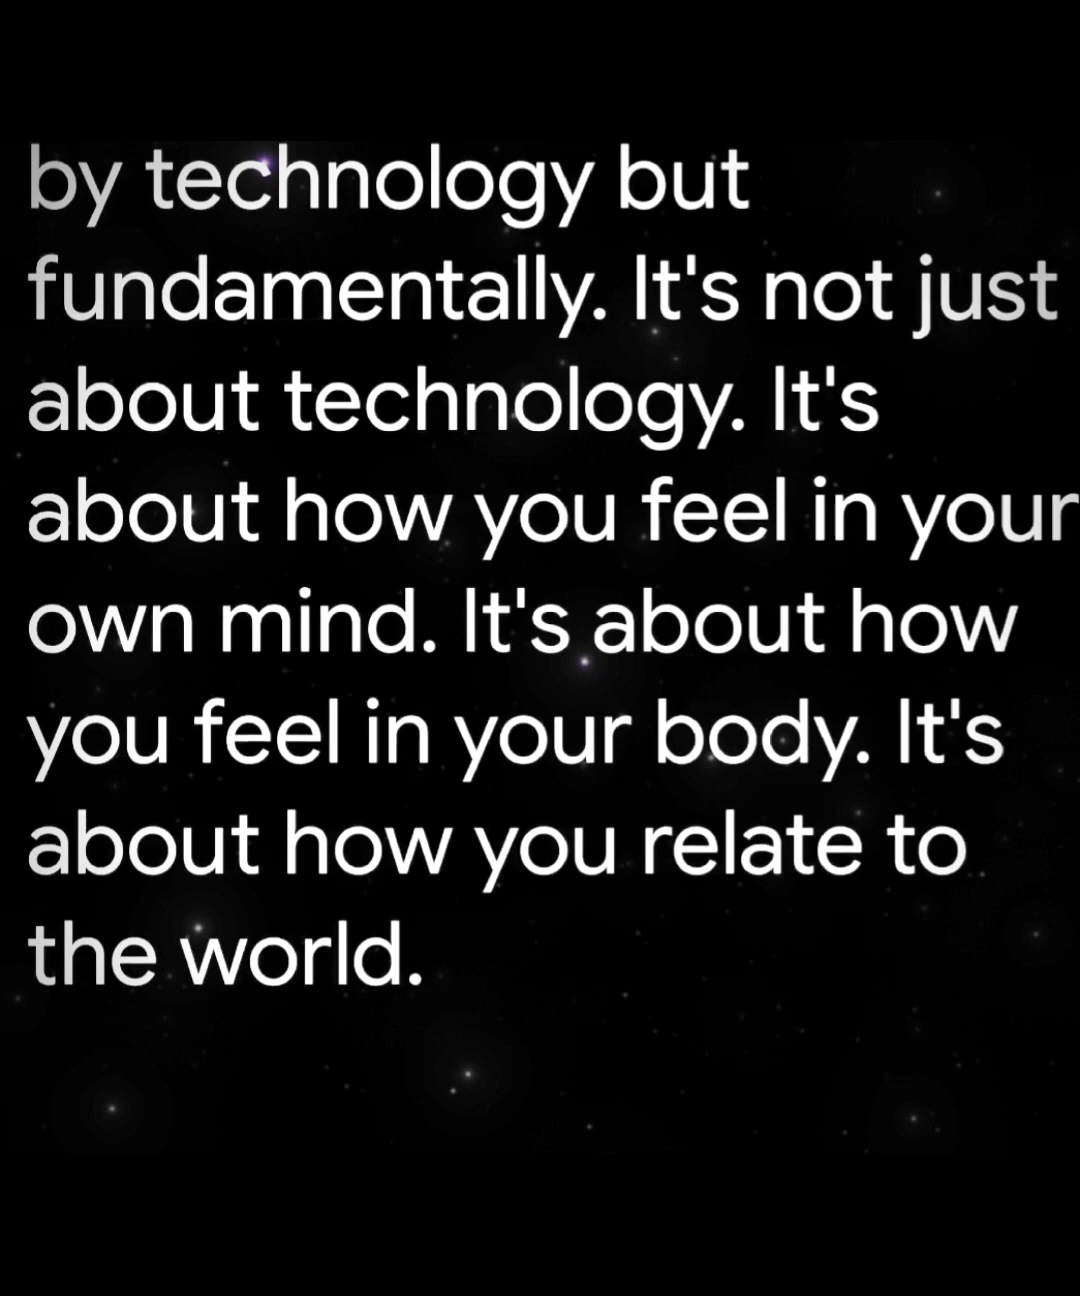 by technology but
fundamentally. It's not just
about technology. It's
about how you feel in your
own mind. It's about how
you feel in your body. It's
about how you relate to
the world.